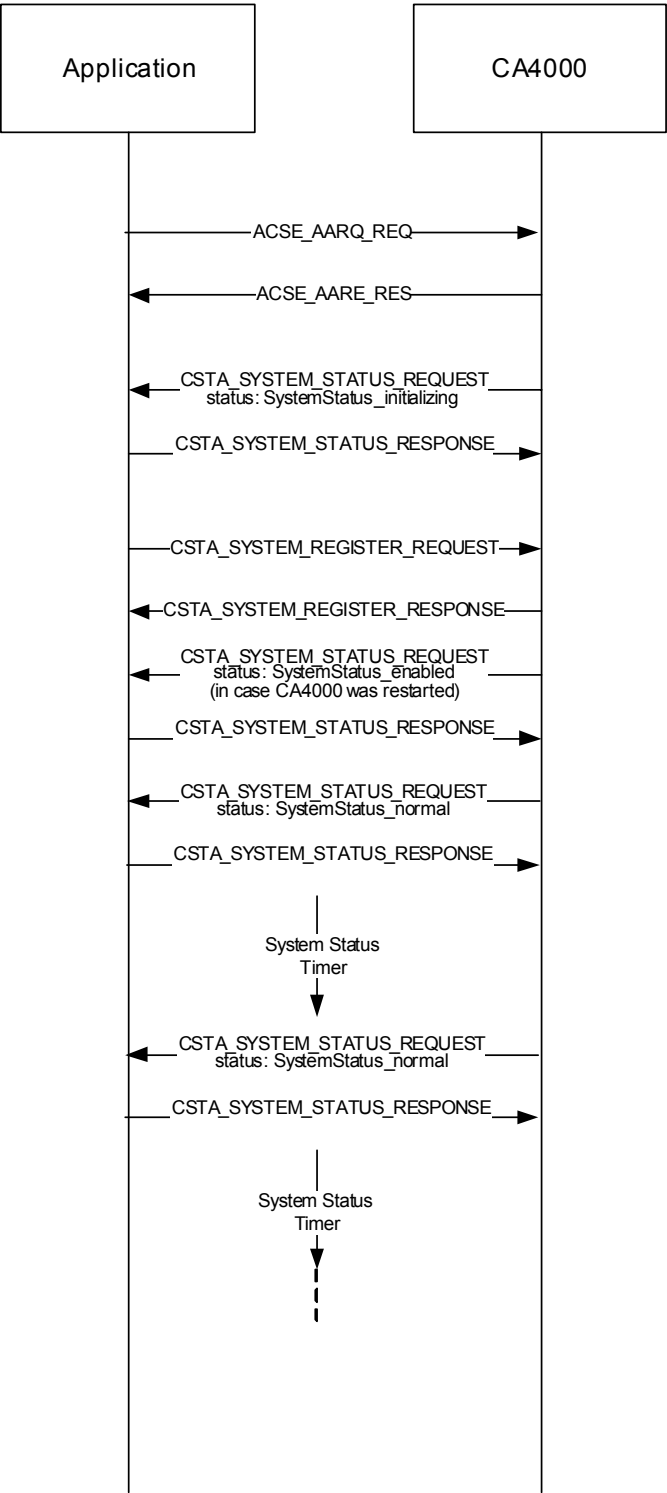 Application
CA4000
ACSE_AARQ_REQ
ACSE_AARE_RES
CSTA_SYSTEM_STATUS_REQUEST
status: SystemStatus_initializing
CSTA_SYSTEM_STATUS_RESPONSE
CSTA_SYSTEM_REGISTER_REQUEST
CSTA_SYSTEM_REGISTER_RESPONSE
CSTA_SYSTEM_STATUS_REQUEST
status: SystemStatus_enabled
(in case CA4000 was restarted)
CSTA_SYSTEM_STATUS_RESPONSE
CSTA_SYSTEM_STATUS_REQUEST
status: SystemStatus_normal
CSTA_SYSTEM_STATUS_RESPONSE
System Status
Timer
CSTA_SYSTEM_STATUS_REQUEST
status: SystemStatus_normal
CSTA_SYSTEM_STATUS_RESPONSE
System Status
Timer